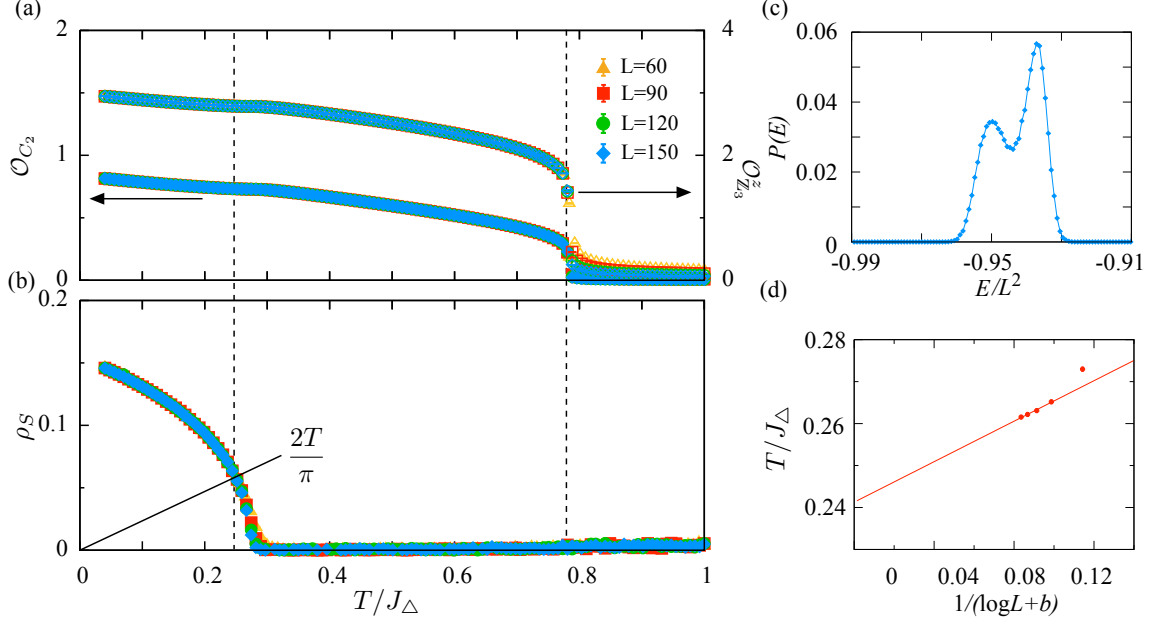 (a)
2
1
0
𝒪_{C_2}
4
2
0
𝒪^z_{Z_3}
L=60
L=90
L=120
L=150
(b)
0.2
0.1
0
ρ_S
2T/π
0 0.2 0.4 0.6 0.8 1
T/J_△
(c)
0.06
0.04
0.02
0
P(E)
-0.99 -0.95 -0.91
E/L^2
(d)
0.28
0.26
0.24
T/J_△
0 0.04 0.08 0.12
1/(logL+b)